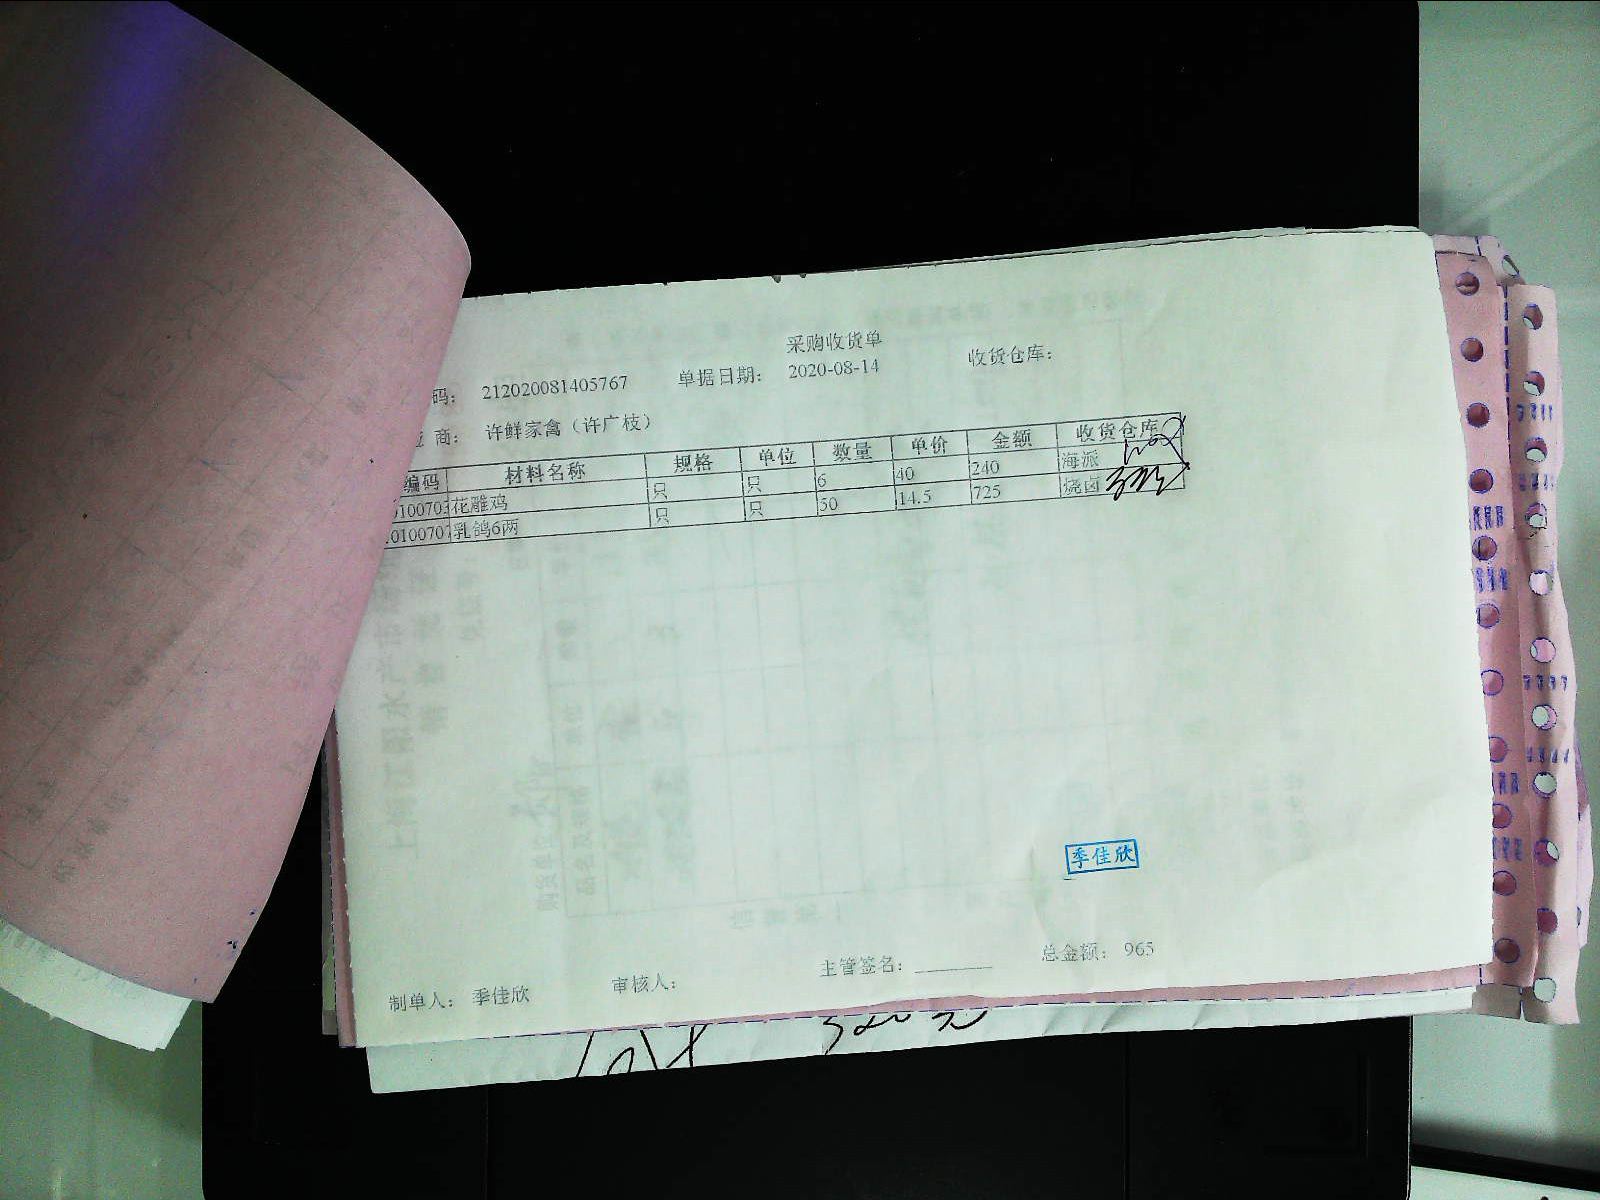 采购收货单
码： 212020081405767 单据日期： 2020-08-14 收货仓库：
商： 许鲜家禽（许广枝）
编码 材料名称 规格 单位 数量 单价 金额 收货仓库
0100703 花雕鸡 只 只 6 40 240 海派
0100707 乳鸽6两 只 只 50 14.5 725 烧卤
季佳欣
制单人： 季佳欣 审核人： 主管签名： 总金额： 965